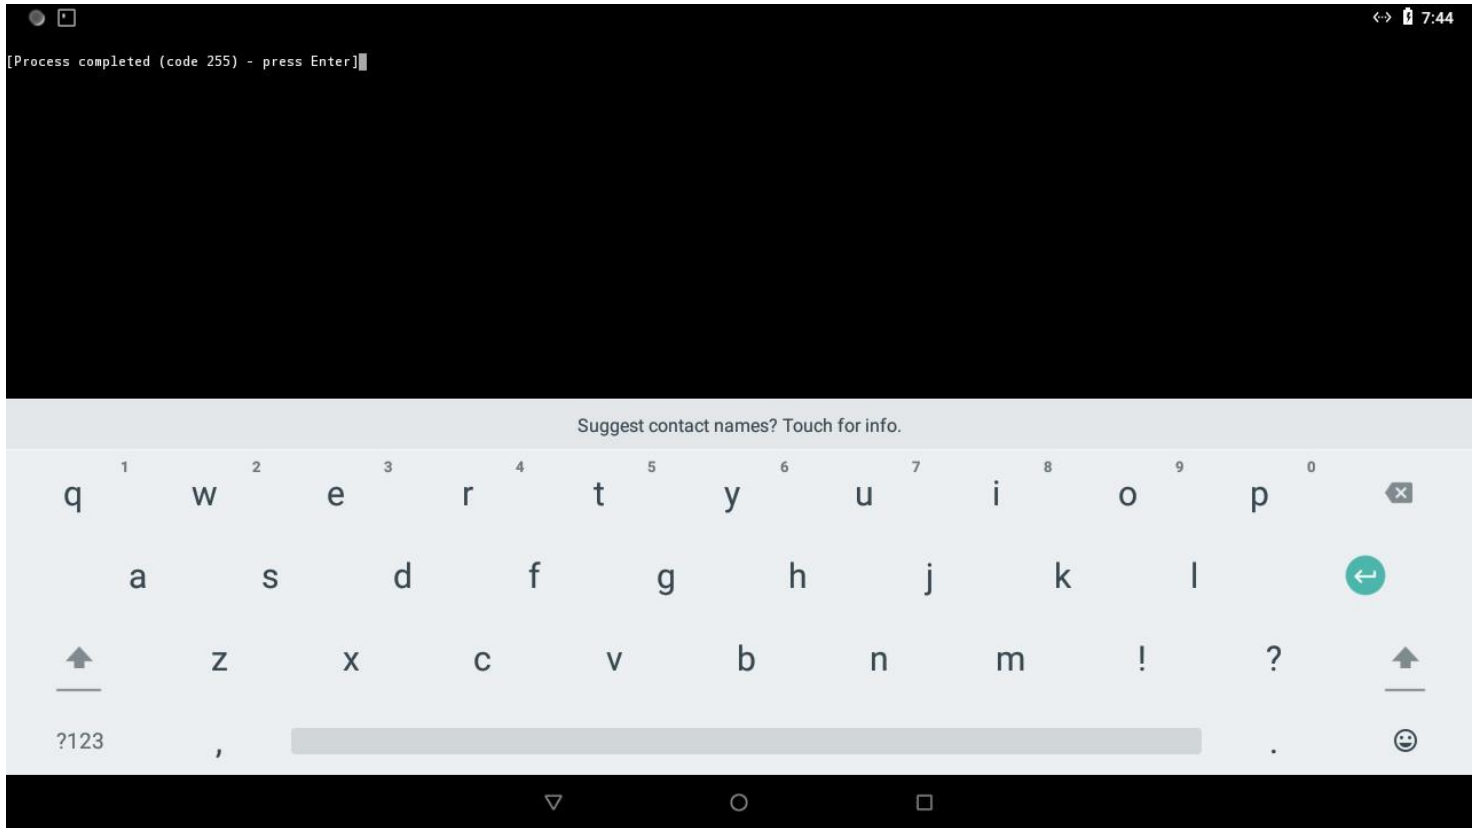 7:44
[Process completed (code 255) - press Enter]
Suggest contact names? Touch for info.
1 2 3 4 5 6 7 8 9 0
q w e r t y u i o p
a s d f g h j k l
z x c v b n m ! ?
?123 , .